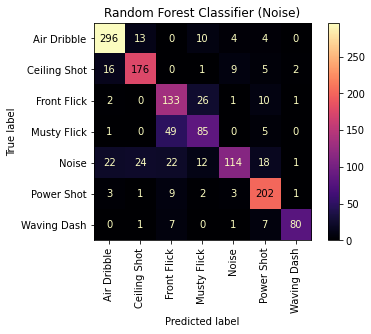 Random Forest Classifier (Noise)
True label
Air Dribble 296 13 0 10 4 4 0
Ceiling Shot 16 176 0 1 9 5 2
Front Flick 2 0 133 26 1 10 1
Musty Flick 1 0 49 85 0 5 0
Noise 22 24 22 12 114 18 1
Power Shot 3 1 9 2 3 202 1
Waving Dash 0 1 7 0 1 7 80
Air Dribble
Ceiling Shot
Front Flick
Musty Flick
Noise
Power Shot
Waving Dash
Predicted label
250
200
150
100
50
0